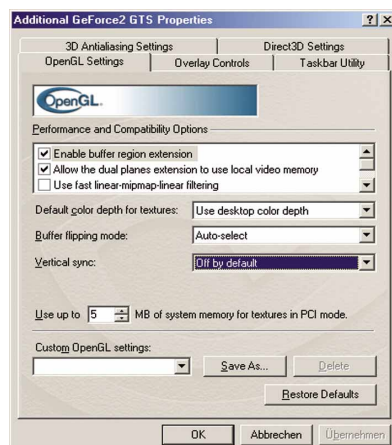 Additional GeForce2 GTS Properties
3D Antialiasing Settings Direct3D Settings
OpenGL Settings Overlay Controls Taskbar Utility
OpenGL.
Performance and Compatibility Options
Enable buffer region extension
Allow the dual planes extension to use local video memory
Use fast linear-mipmap-linear filtering
Default color depth for textures: Use desktop color depth
Buffer flipping mode: Auto-select
Vertical sync: Off by default
Use up to 5 MB of system memory for textures in PCI mode.
Custom OpenGL settings:
Save As... Delete
Restore Defaults
OK Abbrechen Übernehmen